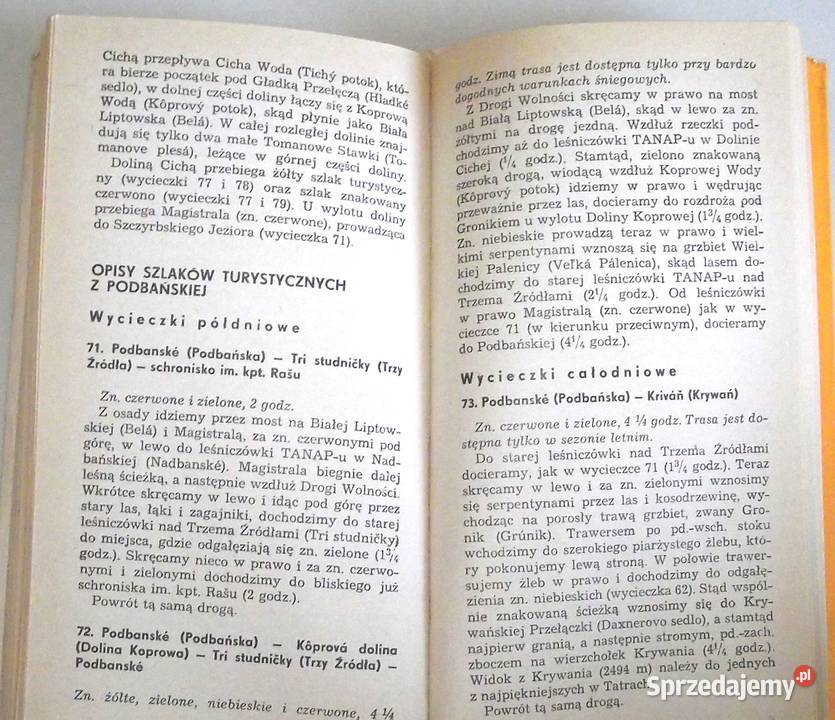 Cichą przepływa Cicha Woda (Tichý potok), któ-
ra bierze początek pod Gładką Przełęczą (Hladké
sedlo), w dolnej części doliny łączy się z Koprową
Wodą (Kôprový potok), skąd płynie jako Biała
Liptowska (Belá). W całej rozległej dolinie znaj-
dują się tylko dwa małe Tomanowe Stawki (To-
manove plesá), leżące w górnej części doliny.
Doliną Cichą przebiega żółty szlak turystycz-
ny (wycieczki 77 i 78) oraz szlak znakowany
czerwono (wycieczki 77 i 79). U wylotu doliny
przebiega Magistrala (zn. czerwone), prowadząca
do Szczyrbskiego Jeziora (wycieczka 71).
OPISY SZLAKÓW TURYSTYCZNYCH
Z PODBAŃSKIEJ
Wycieczki półdniowe
71. Podbanské (Podbańska) — Tri studničky (Trzy
Źródła) — schronisko im. kpt. Rašu
Zn. czerwone i zielone, 2 godz.
Z osady idziemy przez most na Białej Liptow-
skiej (Belá) i Magistralą, za zn. czerwonymi pod
górę, w lewo do leśniczówki TANAP-u w Nad-
bańskiej (Nadbanské). Magistrala biegnie dalej
leśną ścieżką, a następnie wzdłuż Drogi Wolności.
Wkrótce skręcamy w lewo i idąc pod górę przez
stary las, łąki i zagajniki, dochodzimy do starej
leśniczówki nad Trzema Źródłami (Tri studničky)
do miejsca, gdzie odgałęziają się zn. zielone (1¾
godz.). Skręcamy nieco w prawo i za zn. czerwo-
nymi i zielonymi dochodzimy do bliskiego już
schroniska im. kpt. Rašu (2 godz.).
Powrót tą samą drogą.
72. Podbanské (Podbańska) — Kôprová dolina
(Dolina Koprowa) — Tri studničky (Trzy Źródła) —
Podbanské
Zn. żółte, zielone, niebieskie i czerwone, 4 ¼
godz. Zimą trasa jest dostępna tylko przy bardzo
dogodnych warunkach śniegowych.
Z Drogi Wolności skręcamy w prawo na most
nad Białą Liptowską (Belá), skąd w lewo za zn.
żółtymi na drogę jezdną. Wzdłuż rzeczki pod-
chodzimy aż do leśniczówki TANAP-u w Dolinie
Cichej (¼ godz.). Stamtąd, zielono znakowaną
szeroką drogą, wiodącą wzdłuż Koprowej Wody
(Kôprový potok) idziemy w prawo i wędrując
przeważnie przez las, docieramy do rozdroża pod
Gronikiem u wylotu Doliny Koprowej (1¾ godz.).
Zn. niebieskie prowadzą teraz w prawo i wiel-
kimi serpentynami wznoszą się na grzbiet Wiel-
kiej Palenicy (Veľká Pálenica), skąd lasem do-
chodzimy do starej leśniczówki TANAP-u nad
Trzema Źródłami (2¼ godz.). Od leśniczówki
w prawo Magistralą (zn. czerwone) jak w wy-
cieczce 71 (w kierunku przeciwnym), docieramy
do Podbańskiej (4¼ godz.).
Wycieczki całodniowe
73. Podbanské (Podbańska) — Kriváň (Krywań)
Zn. czerwone i zielone, 4 ¼ godz. Trasa jest do-
stępna tylko w sezonie letnim.
Do starej leśniczówki nad Trzema Źródłami
docieramy, jak w wycieczce 71 (1¾ godz.). Teraz
skręcamy w lewo i za zn. zielonymi wznosimy
się serpentynami przez las i kosodrzewinę, wy-
chodząc na porosły trawą grzbiet, zwany Gro-
nik (Grúnik). Trawersem po pd.-wsch. stoku
wchodzimy do szerokiego piarżystego żlebu, któ-
ry pokonujemy lewą stroną. W połowie trawer-
sujemy żleb w prawo i dochodzimy do odgałę-
zienia zn. niebieskich (wycieczka 62). Stąd wspól-
nie znakowaną ścieżką wznosimy się do Kry-
wańskiej Przełączki (Daxnerovo sedlo), a stamtąd
najpierw granią, a następnie stromym, pd.-zach.
zboczem na wierzchołek Krywania (4¼ godz.).
Widok z Krywania (2494 m) należy do jednych
z najpiękniejszych w Tatrach.
Powrót tą samą drogą.
Sprzedajemy.pl